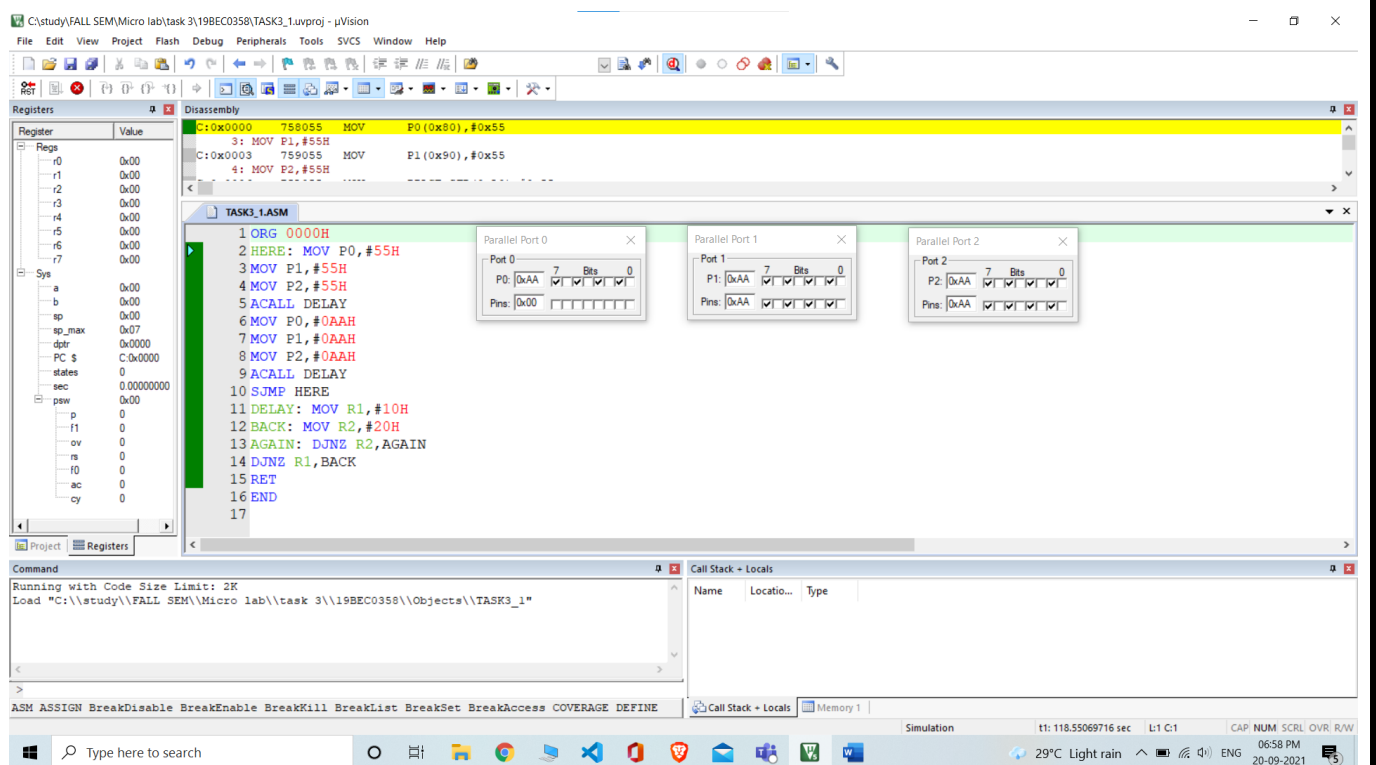 C:\study\FALL SEM\Micro lab\task 3\19BEC0358\TASK3_1.uvproj - µVision
File Edit View Project Flash Debug Peripherals Tools SVCS Window Help
RST
Registers
Register Value
Regs
r0 0x00
r1 0x00
r2 0x00
r3 0x00
r4 0x00
r5 0x00
r6 0x00
r7 0x00
Sys
a 0x00
b 0x00
sp 0x00
sp_max 0x07
dptr 0x0000
PC $ C:0x0000
states 0
sec 0.00000000
psw 0x00
p 0
f1 0
ov 0
rs 0
f0 0
ac 0
cy 0
Project Registers
Disassembly
C:0x0000 758055 MOV P0(0x80),#0x55
3: MOV P1,#55H
C:0x0003 759055 MOV P1(0x90),#0x55
4: MOV P2,#55H
TASK3_1.ASM
1 ORG 0000H
2 HERE: MOV P0,#55H
3 MOV P1,#55H
4 MOV P2,#55H
5 ACALL DELAY
6 MOV P0,#0AAH
7 MOV P1,#0AAH
8 MOV P2,#0AAH
9 ACALL DELAY
10 SJMP HERE
11 DELAY: MOV R1,#10H
12 BACK: MOV R2,#20H
13 AGAIN: DJNZ R2,AGAIN
14 DJNZ R1,BACK
15 RET
16 END
17
Parallel Port 0
Port 0
7 Bits 0
P0: 0xAA
Pins: 0x00
Parallel Port 1
Port 1
7 Bits 0
P1: 0xAA
Pins: 0xAA
Parallel Port 2
Port 2
7 Bits 0
P2: 0xAA
Pins: 0xAA
Command
Running with Code Size Limit: 2K
Load "C:\\study\\FALL SEM\\Micro lab\\task 3\\19BEC0358\\Objects\\TASK3_1"
>
ASM ASSIGN BreakDisable BreakEnable BreakKill BreakList BreakSet BreakAccess COVERAGE DEFINE
Call Stack + Locals
Name Locatio... Type
Call Stack + Locals Memory 1
Simulation t1: 118.55069716 sec L:1 C:1 CAP NUM SCRL OVR R/W
Type here to search
29°C Light rain ENG
06:58 PM
20-09-2021
5